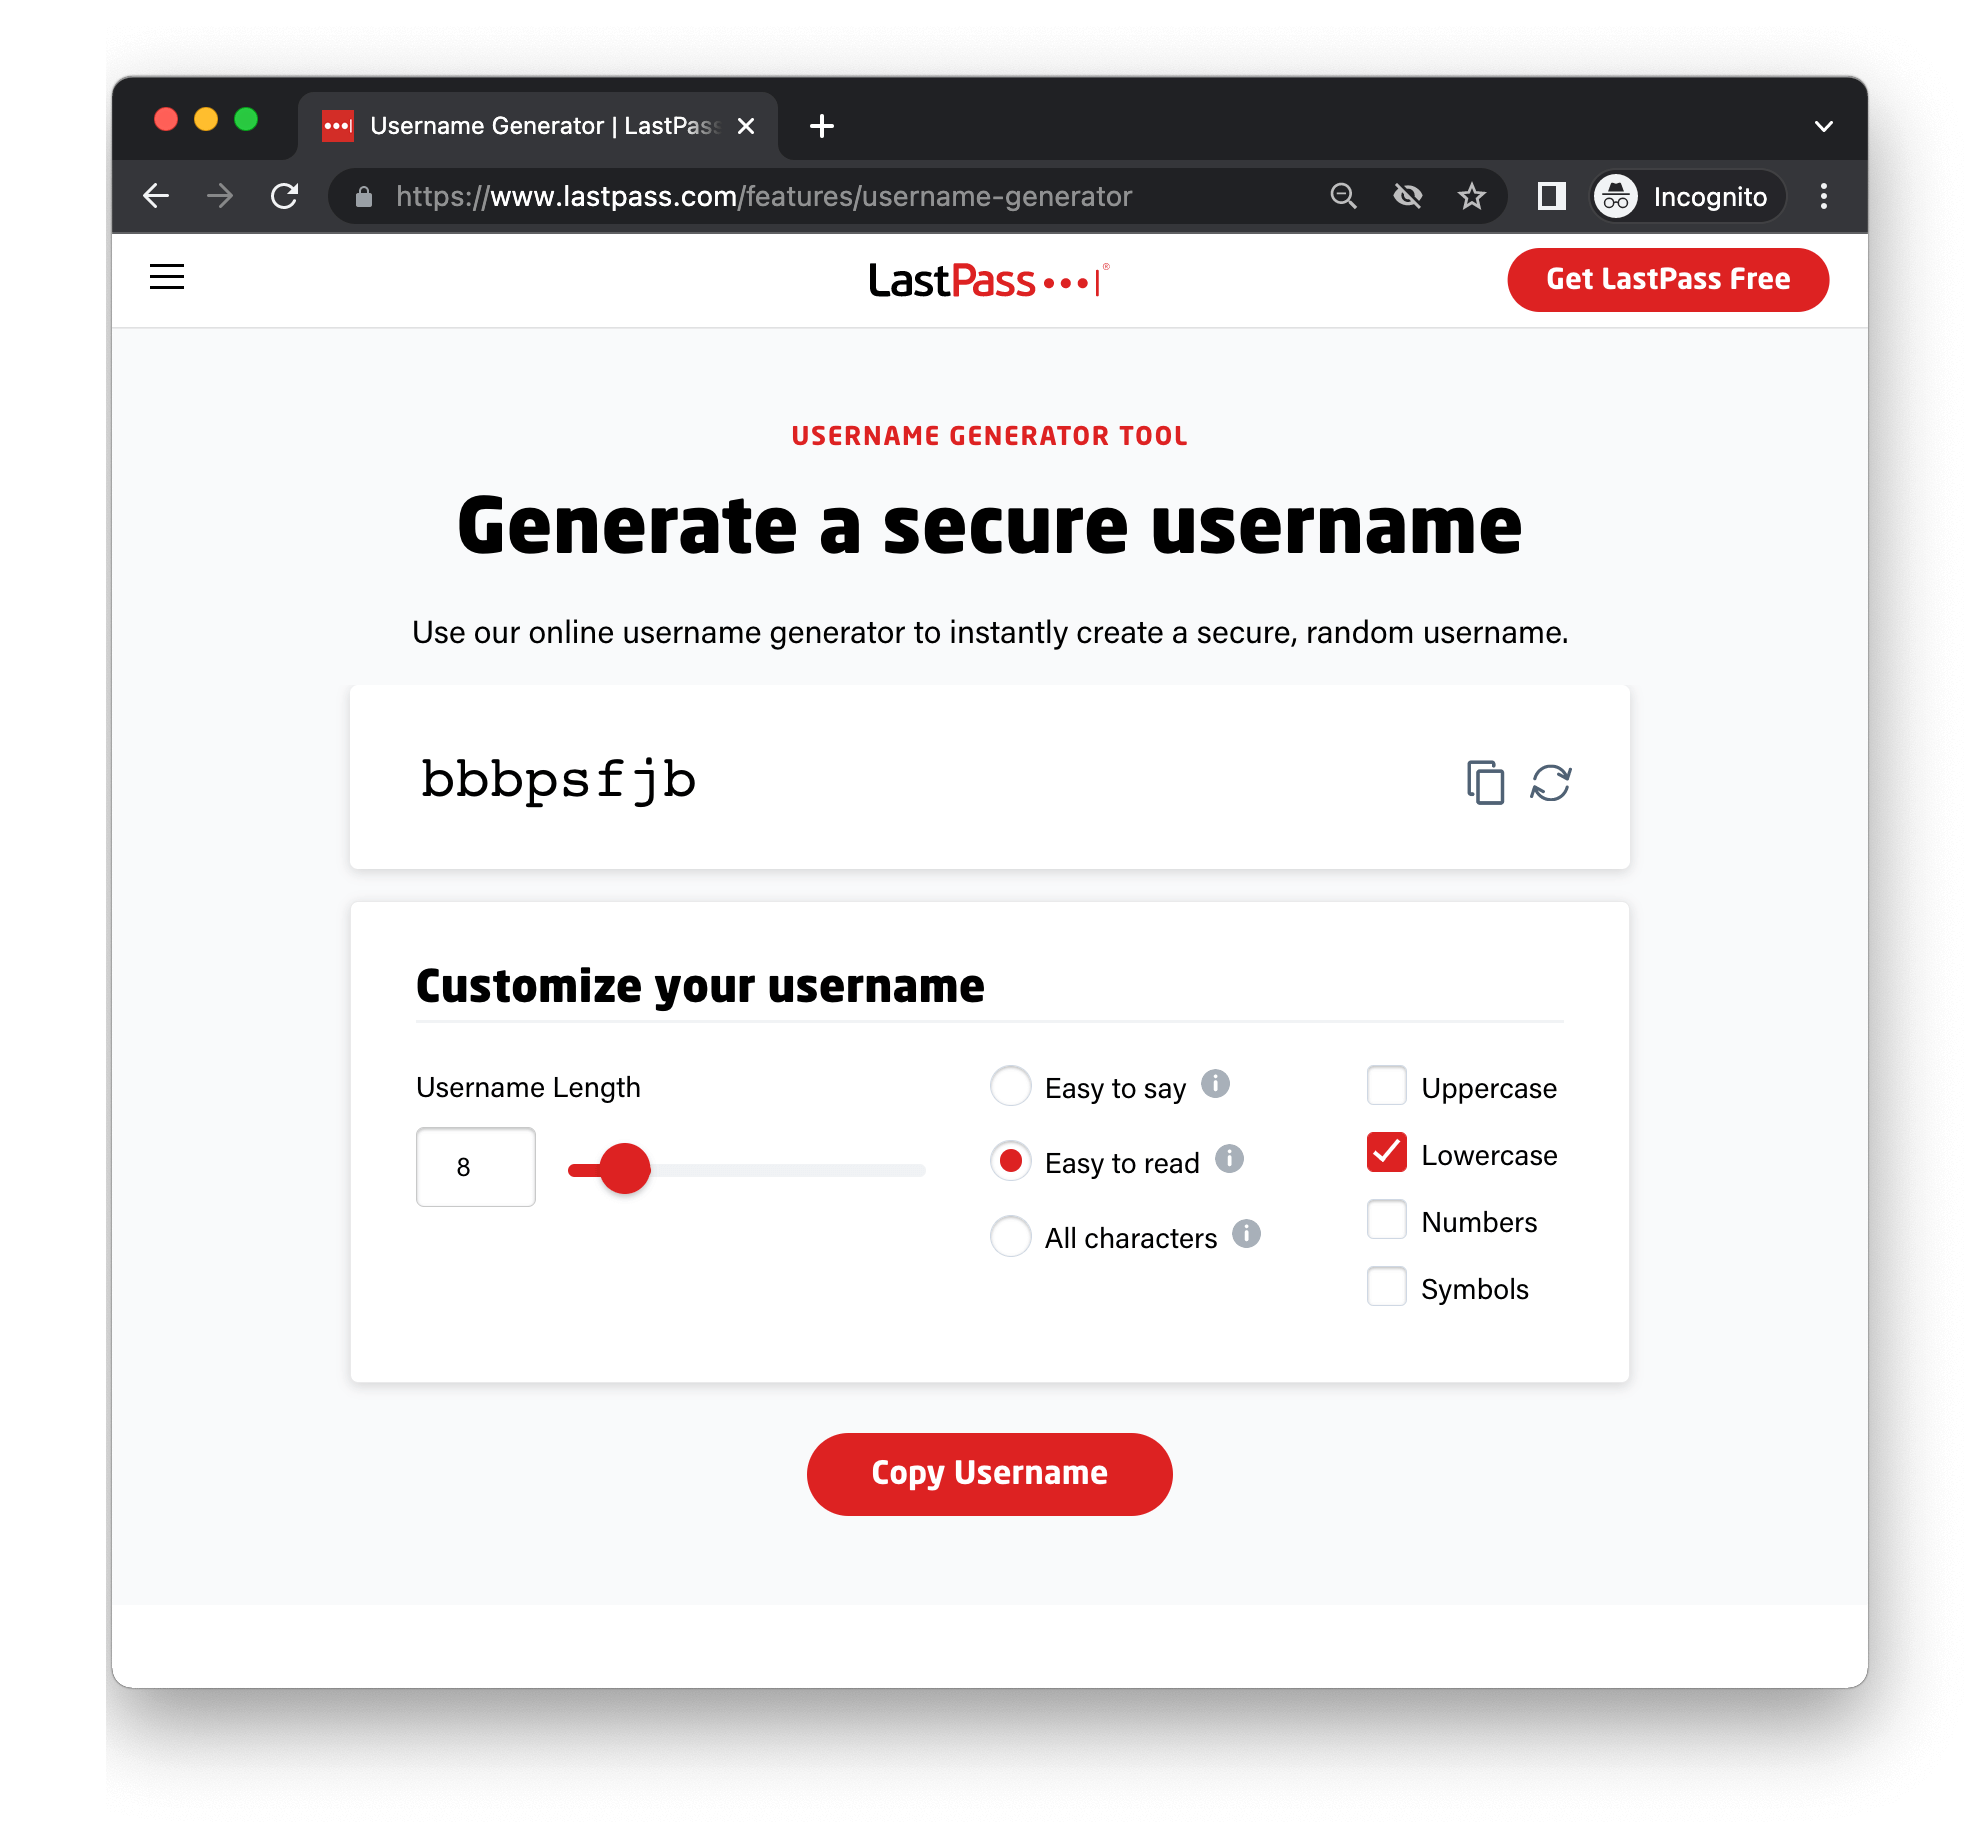 Username Generator | LastPass
https://www.lastpass.com/features/username-generator
Incognito
LastPass
Get LastPass Free
USERNAME GENERATOR TOOL
Generate a secure username
Use our online username generator to instantly create a secure, random username.
bbbpsfjb
Customize your username
Username Length
8
Easy to say
Easy to read
All characters
Uppercase
Lowercase
Numbers
Symbols
Copy Username